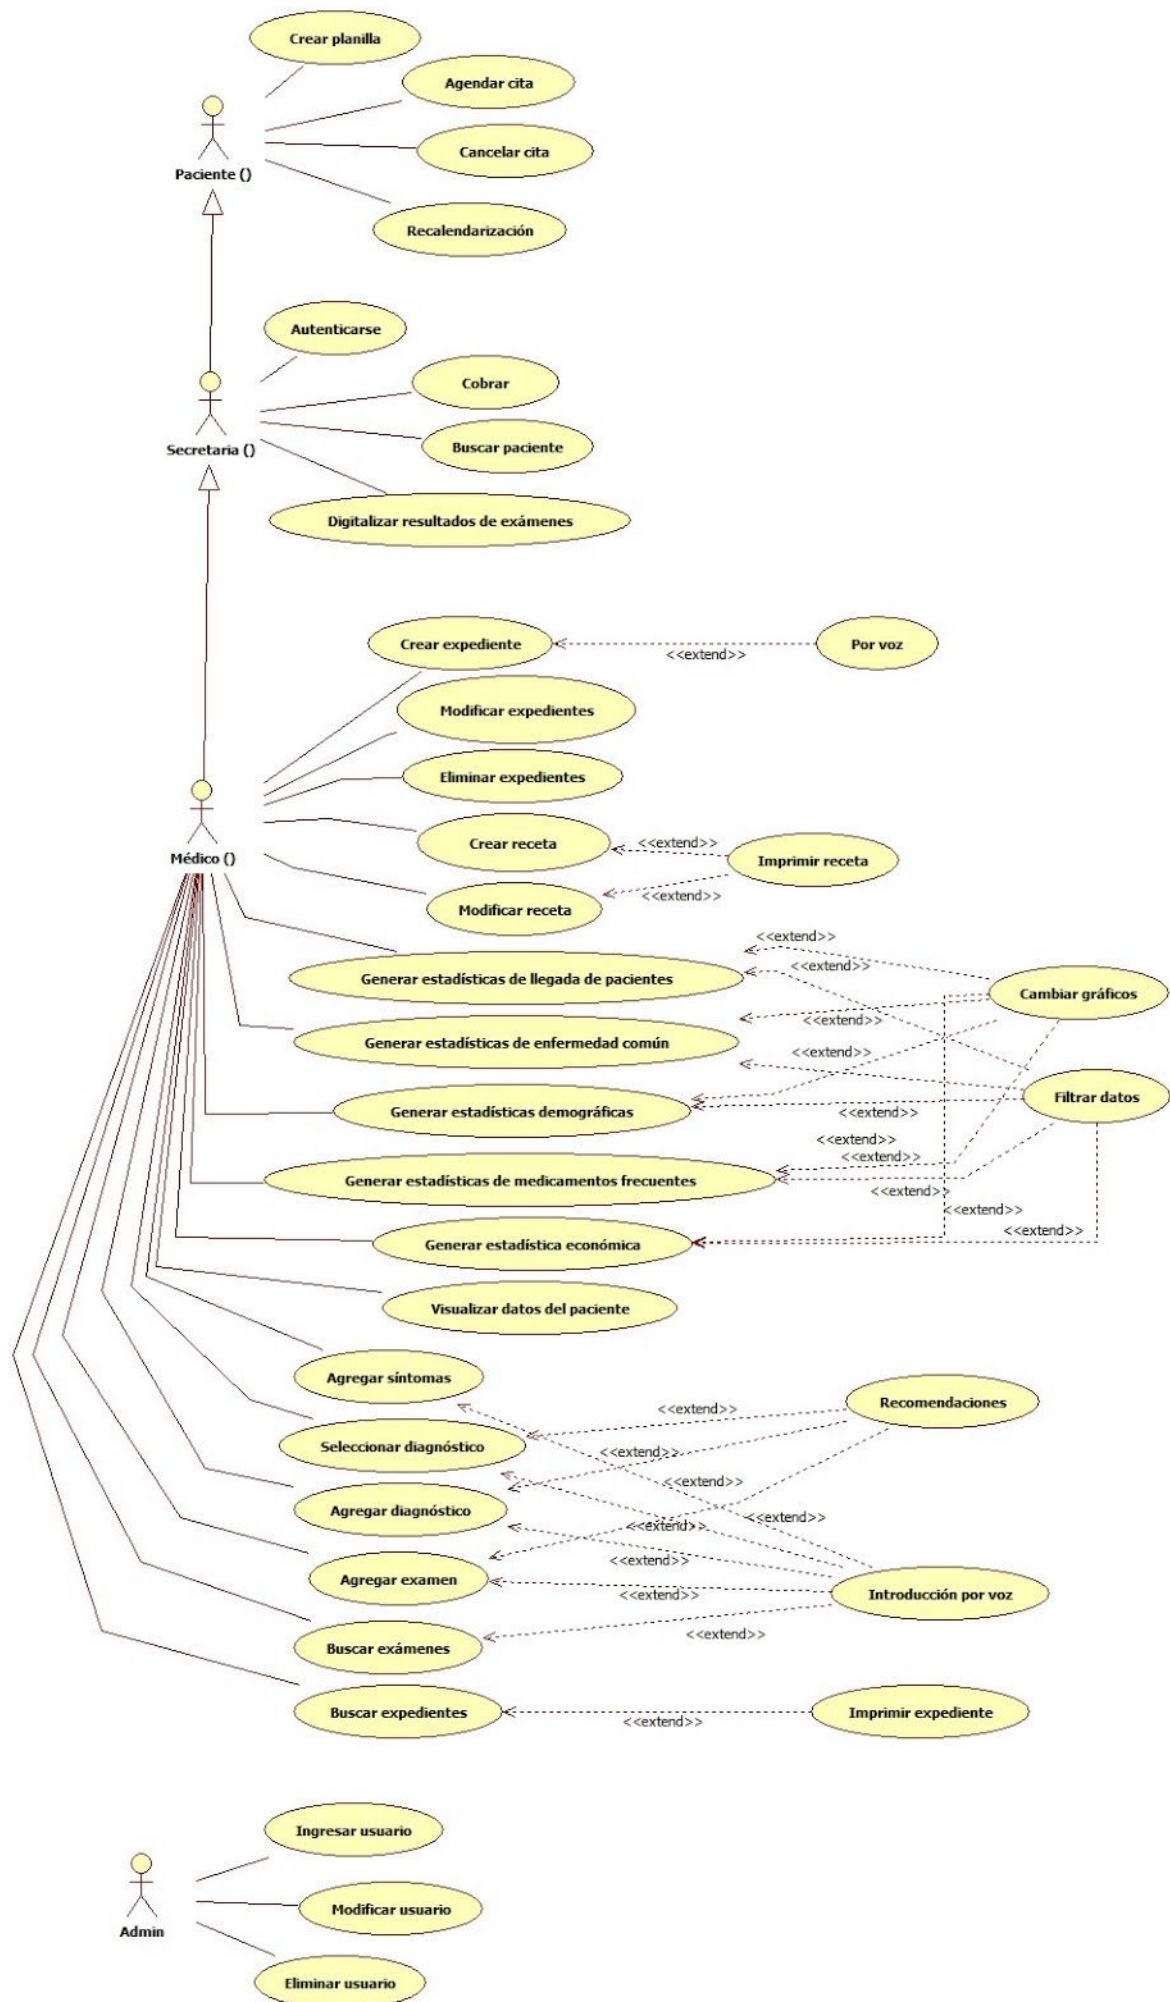 Crear planilla
Agendar cita
Cancelar cita
Paciente ()
Recalendarización
Autenticarse
Cobrar
Buscar paciente
Secretaria ()
Digitalizar resultados de exámenes
Crear expediente
<<extend>>
Por voz
Modificar expedientes
Eliminar expedientes
Crear receta
<<extend>>
Imprimir receta
Médico ()
<<extend>>
Modificar receta
<<extend>>
<<extend>>
Generar estadísticas de llegada de pacientes
Cambiar gráficos
<<extend>>
Generar estadísticas de enfermedad común
<<extend>>
Filtrar datos
Generar estadísticas demográficas
<<extend>>
<<extend>>
<<extend>>
Generar estadísticas de medicamentos frecuentes
<<extend>>
<<extend>>
<<extend>>
Generar estadística económica
Visualizar datos del paciente
Agregar síntomas
Recomendaciones
<<extend>>
Seleccionar diagnóstico
<<extend>>
<<extend>>
Agregar diagnóstico
<<extend>>
<<extend>>
<<extend>>
Agregar examen
<<extend>>
Introducción por voz
<<extend>>
Buscar exámenes
Buscar expedientes
<<extend>>
Imprimir expediente
Ingresar usuario
Modificar usuario
Admin
Eliminar usuario